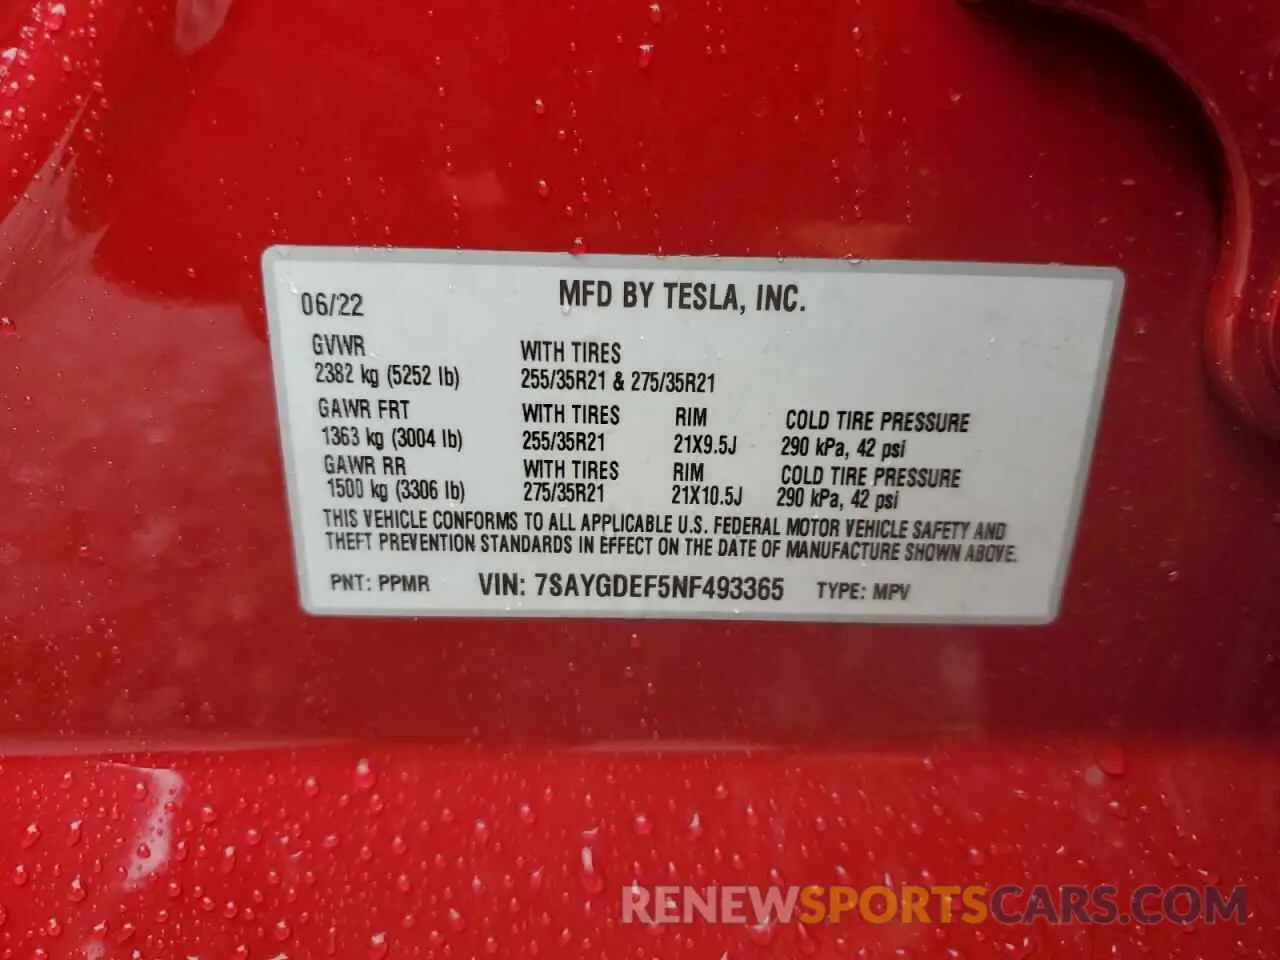 MFD BY TESLA, INC.
06/22
GVWR WITH TIRES
2382 kg (5252 lb) 255/35R21 & 275/35R21
GAWR FRT WITH TIRES RIM COLD TIRE PRESSURE
1363 kg (3004 lb) 255/35R21 21X9.5J 290 kPa, 42 psi
GAWR RR WITH TIRES RIM COLD TIRE PRESSURE
1500 kg (3306 lb) 275/35R21 21X10.5J 290 kPa, 42 psi
THIS VEHICLE CONFORMS TO ALL APPLICABLE U.S. FEDERAL MOTOR VEHICLE SAFETY AND
THEFT PREVENTION STANDARDS IN EFFECT ON THE DATE OF MANUFACTURE SHOWN ABOVE.
PNT: PPMR VIN: 7SAYGDEF5NF493365 TYPE: MPV
RENEWSPORTSCARS.COM